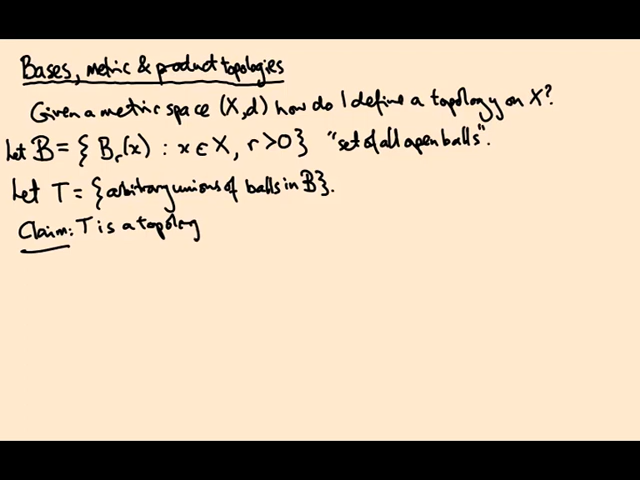 Bases, metric & product topologies
Given a metric space (X,d) how do I define a topology on X?
Let B = { Bᵣ(x) : x ∈ X, r > 0 } "set of all open balls".
Let T = {arbitrary unions of balls in B}.
Claim: T is a topology